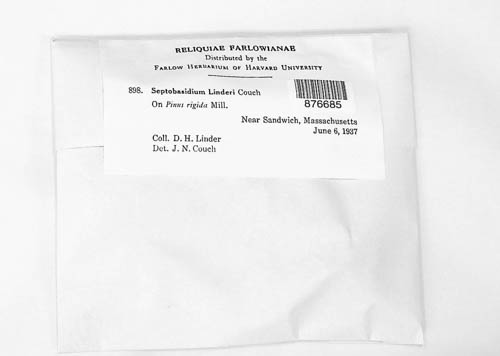 RELIQUIAE FARLOWIANAE
Distributed by the
FARLOW HERBARIUM OF HARVARD UNIVERSITY
898. Septobasidium Linderi Couch
On Pinus rigida Mill.
876685
Near Sandwich, Massachusetts
June 6, 1937
Coll. D. H. Linder
Det. J. N. Couch